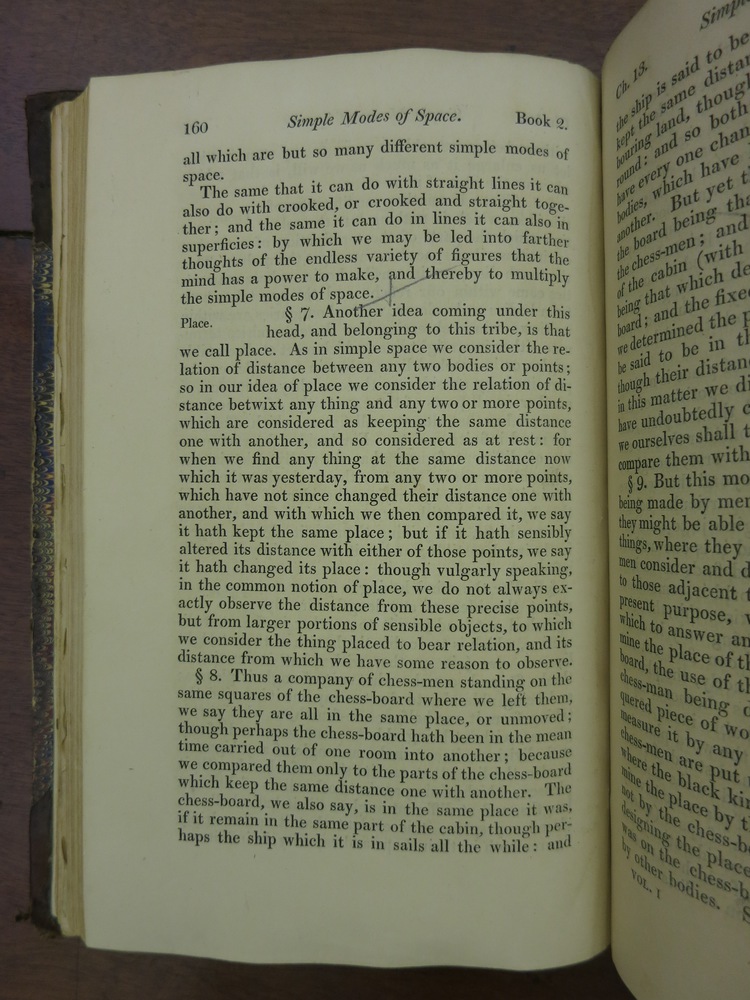 160 Simple Modes of Space. Book 2.
all which are but so many different simple modes of
space.
The same that it can do with straight lines it can
also do with crooked, or crooked and straight toge-
ther; and the same it can do in lines it can also in
superficies: by which we may be led into farther
thoughts of the endless variety of figures that the
mind has a power to make, and thereby to multiply
the simple modes of space.
Place.
§ 7. Another idea coming under this
head, and belonging to this tribe, is that
we call place. As in simple space we consider the re-
lation of distance between any two bodies or points;
so in our idea of place we consider the relation of di-
stance betwixt any thing and any two or more points,
which are considered as keeping the same distance
one with another, and so considered as at rest: for
when we find any thing at the same distance now
which it was yesterday, from any two or more points,
which have not since changed their distance one with
another, and with which we then compared it, we say
it hath kept the same place; but if it hath sensibly
altered its distance with either of those points, we say
it hath changed its place: though vulgarly speaking,
in the common notion of place, we do not always ex-
actly observe the distance from these precise points,
but from larger portions of sensible objects, to which
we consider the thing placed to bear relation, and its
distance from which we have some reason to observe.
§ 8. Thus a company of chess-men standing on the
same squares of the chess-board where we left them,
we say they are all in the same place, or unmoved;
though perhaps the chess-board hath been in the mean
time carried out of one room into another; because
we compared them only to the parts of the chess-board
which keep the same distance one with another. The
chess-board, we also say, is in the same place it was,
if it remain in the same part of the cabin, though per-
haps the ship which it is in sails all the while: and
Ch. 13.
the ship is said to be
kept the same
bouring land,
round: and so both
have every one
bodies, which have
another. But yet
the board being
the chess-men; and
of the cabin (with
being that which
board; and the
we determined the
be said to be in
though their
in this matter we
have undoubtedly
we ourselves shall
compare them with
§ 9. But this
being made by
they might be able
things, where they
men consider and
to those adjacent
present purpose,
which to answer
mine the place of
board, the use of
chess-man being
quered piece of
measure it by any
chess-men are put
where the black
mine the place by
not by the
designing the place
was on the
by other bodies.
VOL. I